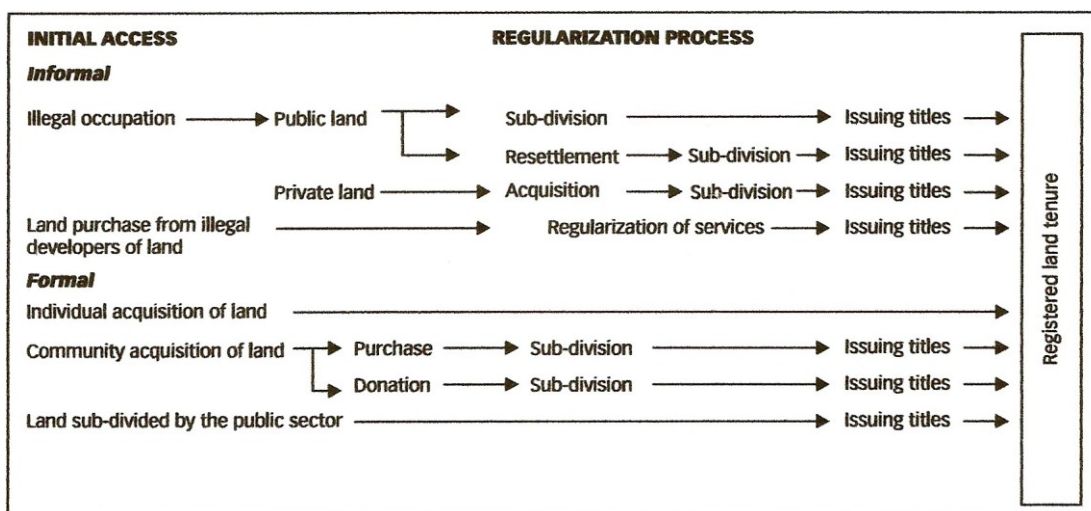 INITIAL ACCESS REGULARIZATION PROCESS
Informal
Illegal occupation Public land Sub-division Issuing titles
Resettlement Sub-division Issuing titles
Private land Acquisition Sub-division Issuing titles
Land purchase from illegal
developers of land Regularization of services Issuing titles
Formal
Individual acquisition of land
Community acquisition of land Purchase Sub-division Issuing titles
Donation Sub-division Issuing titles
Land sub-divided by the public sector Issuing titles
Registered land tenure